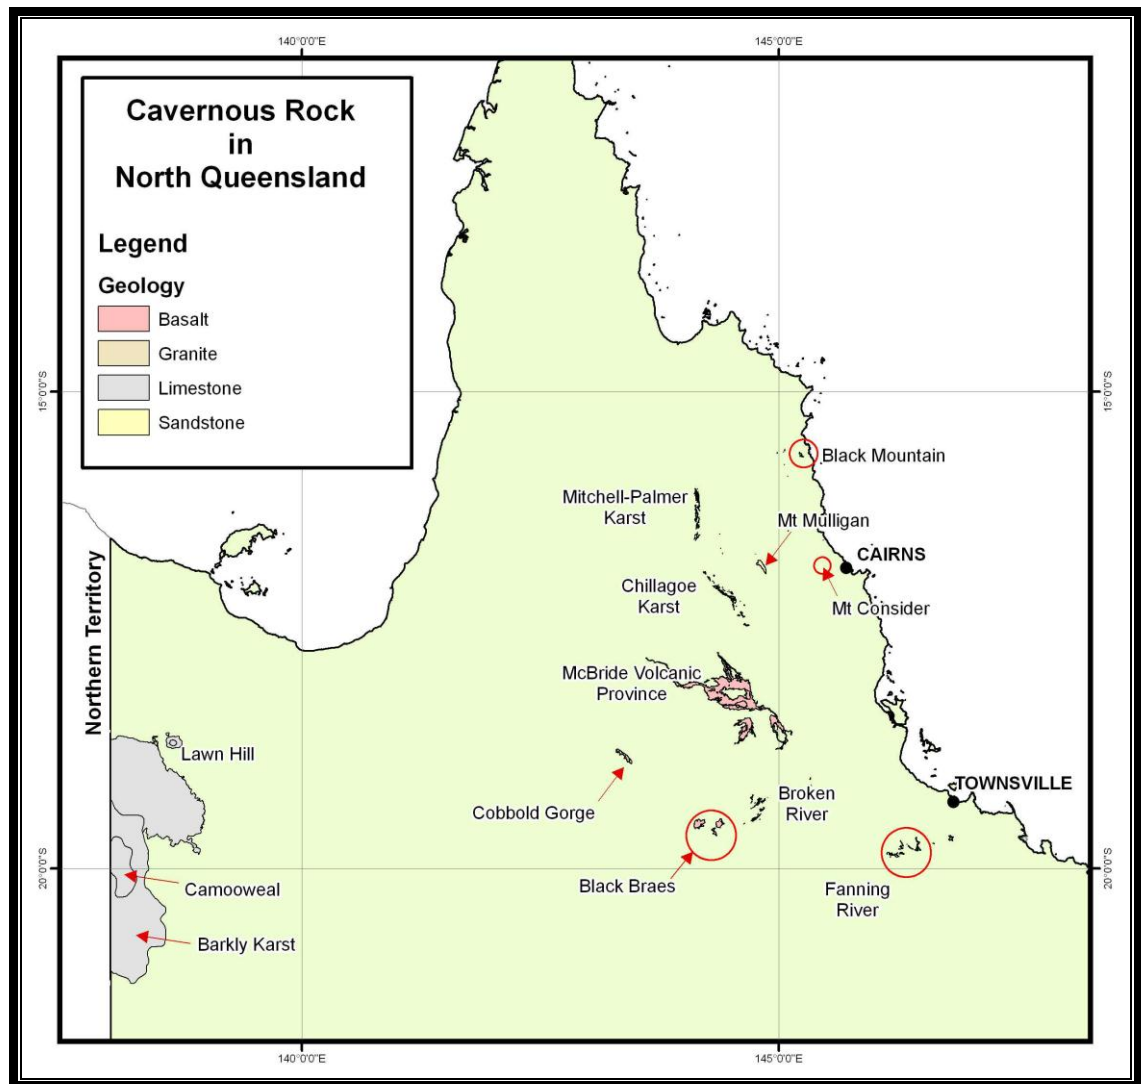 140°0'0"E
145°0'0"E
Cavernous Rock
in
North Queensland
Legend
Geology
Basalt
Granite
Limestone
Sandstone
15°0'0"S
15°0'0"S
Black Mountain
Mitchell-Palmer
Karst
Mt Mulligan
CAIRNS
Chillagoe
Karst
Mt Consider
Northern Territory
McBride Volcanic
Province
Lawn Hill
Cobbold Gorge
Broken
River
TOWNSVILLE
20°0'0"S
20°0'0"S
Camooweal
Black Braes
Fanning
River
Barkly Karst
140°0'0"E
145°0'0"E